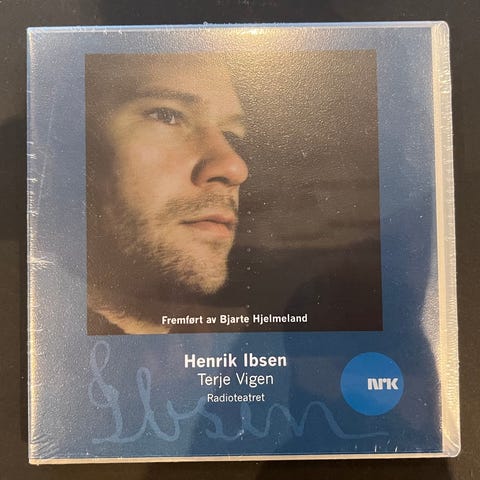 Fremført av Bjarte Hjelmeland
Henrik Ibsen
Terje Vigen
Radioteatret
NRK
Ibsen